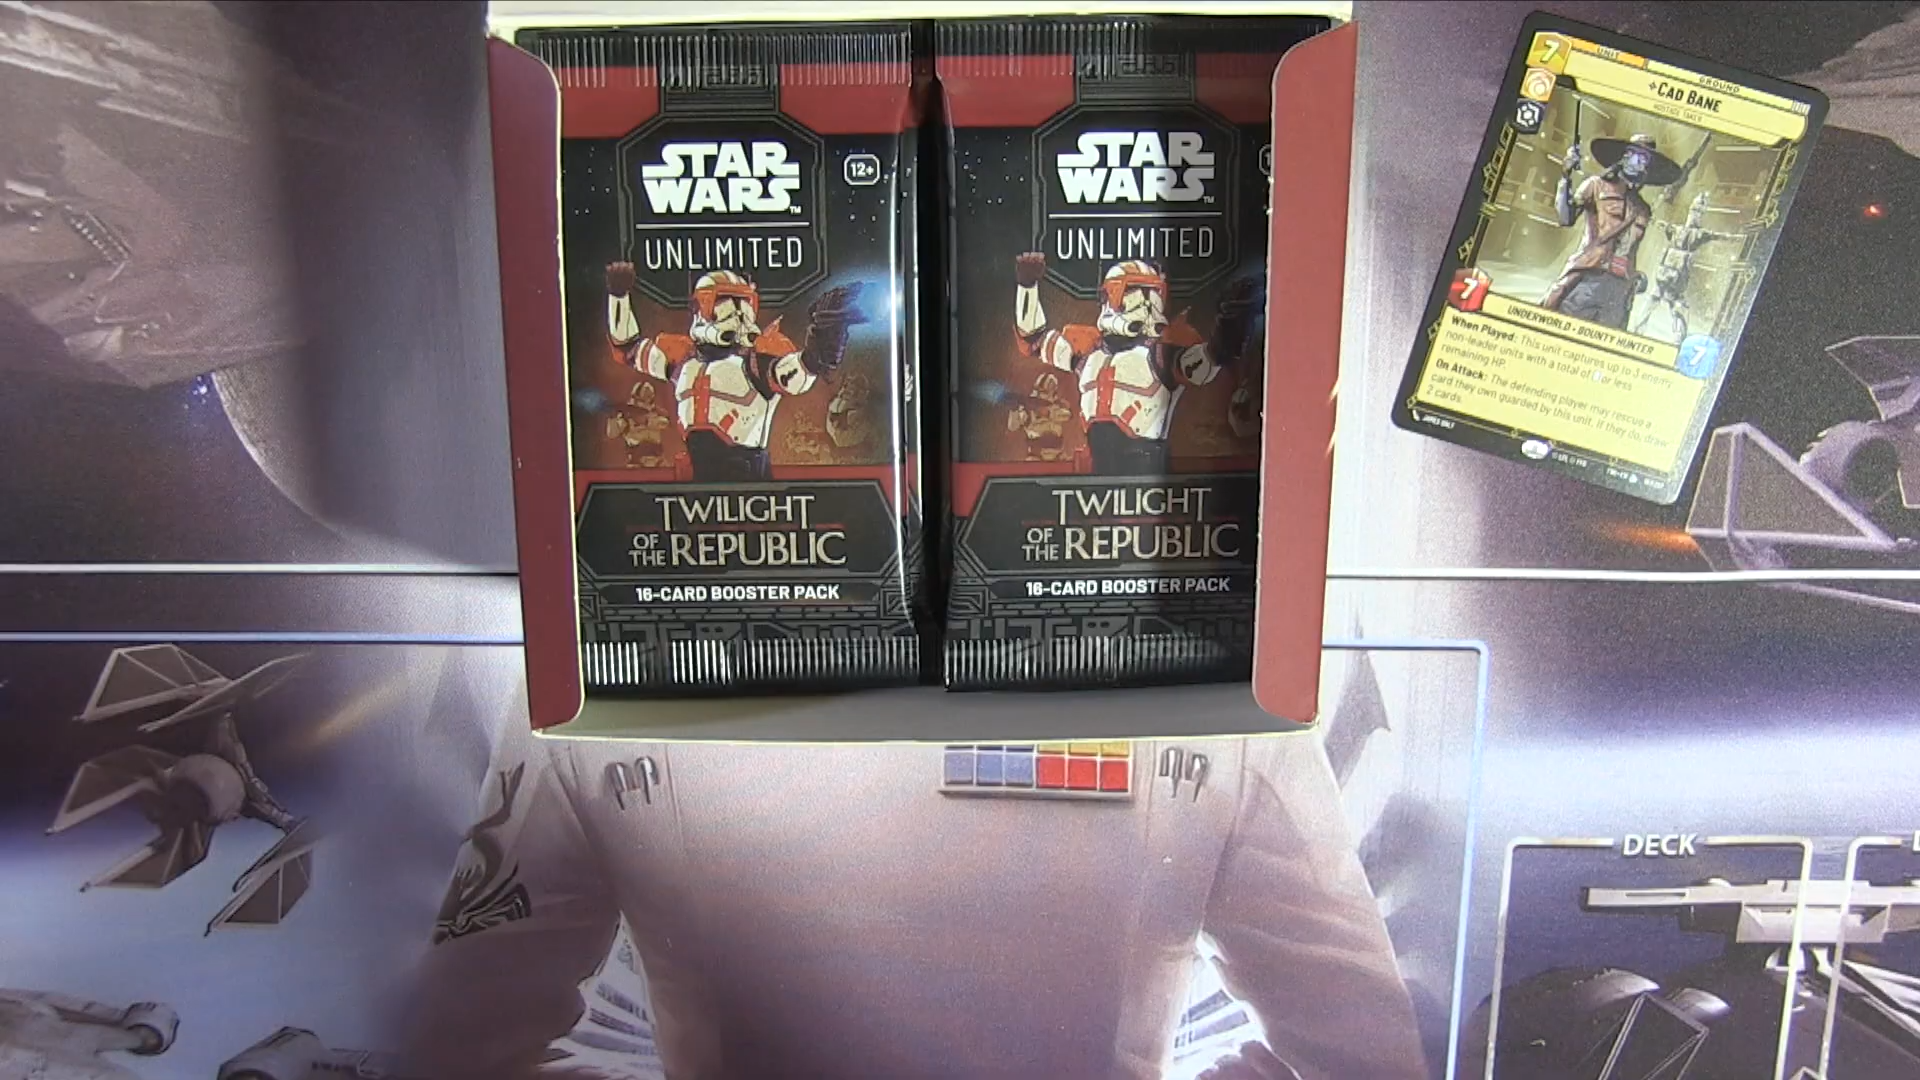 STAR
WARS
UNLIMITED
12+
TWILIGHT
OF
THE REPUBLIC
16-CARD BOOSTER PACK
STAR
WARS
UNLIMITED
TWILIGHT
OF
THE REPUBLIC
16-CARD BOOSTER PACK
7
UNIT
GROUND
CAD BANE
HOSTAGE TAKER
7
7
UNDERWORLD • BOUNTY HUNTER
When Played: This unit captures up to 3 enemy
non-leader units with a total of or less
remaining HP.
On Attack: The defending player may rescue a
card they own guarded by this unit. If they do, draw
2 cards.
DECK